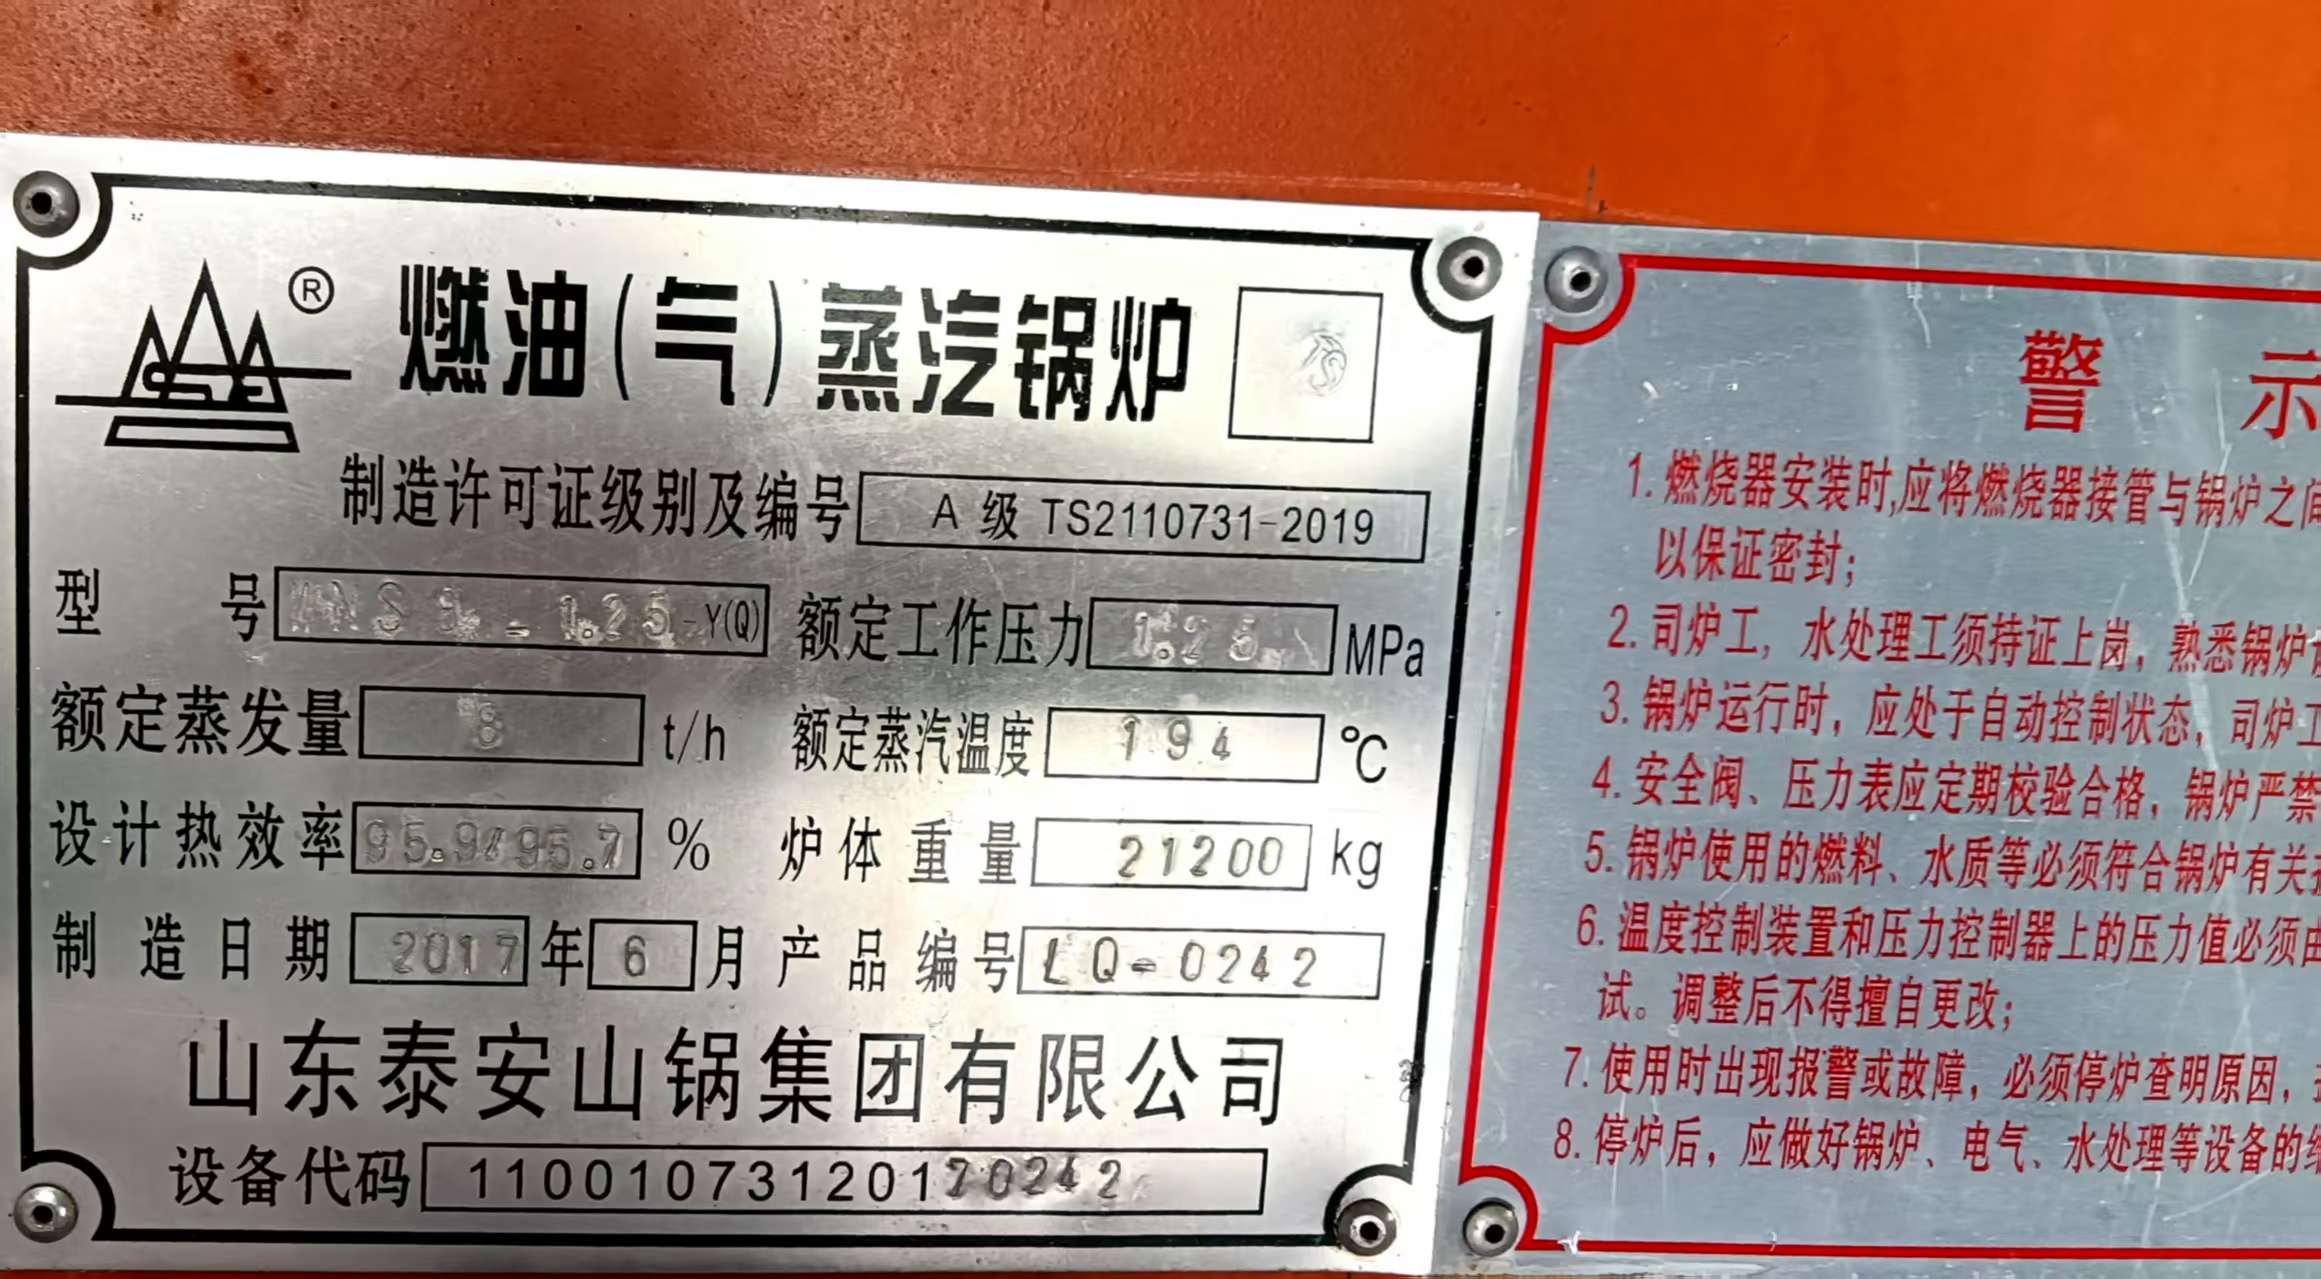 ®
燃油(气)蒸汽锅炉
TS
制造许可证级别及编号 A 级 TS2110731-2019
型 号 WNS 8 - 1.25 -Y(Q) 额定工作压力 1.25 MPa
额定蒸发量 8 t/h 额定蒸汽温度 194 ℃
设计热效率 95.9/95.7 % 炉体重量 21200 kg
制造日期 2017 年 6 月 产品编号 LQ-0242
山东泰安山锅集团有限公司
设备代码 11001073120170242
警 示
1. 燃烧器安装时,应将燃烧器接管与锅炉之间
以保证密封；
2. 司炉工，水处理工须持证上岗，熟悉锅炉
3. 锅炉运行时，应处于自动控制状态，司炉工
4. 安全阀、压力表应定期校验合格，锅炉严禁
5. 锅炉使用的燃料、水质等必须符合锅炉有关
6. 温度控制装置和压力控制器上的压力值必须由
试。调整后不得擅自更改；
7. 使用时出现报警或故障，必须停炉查明原因，
8. 停炉后，应做好锅炉、电气、水处理等设备的